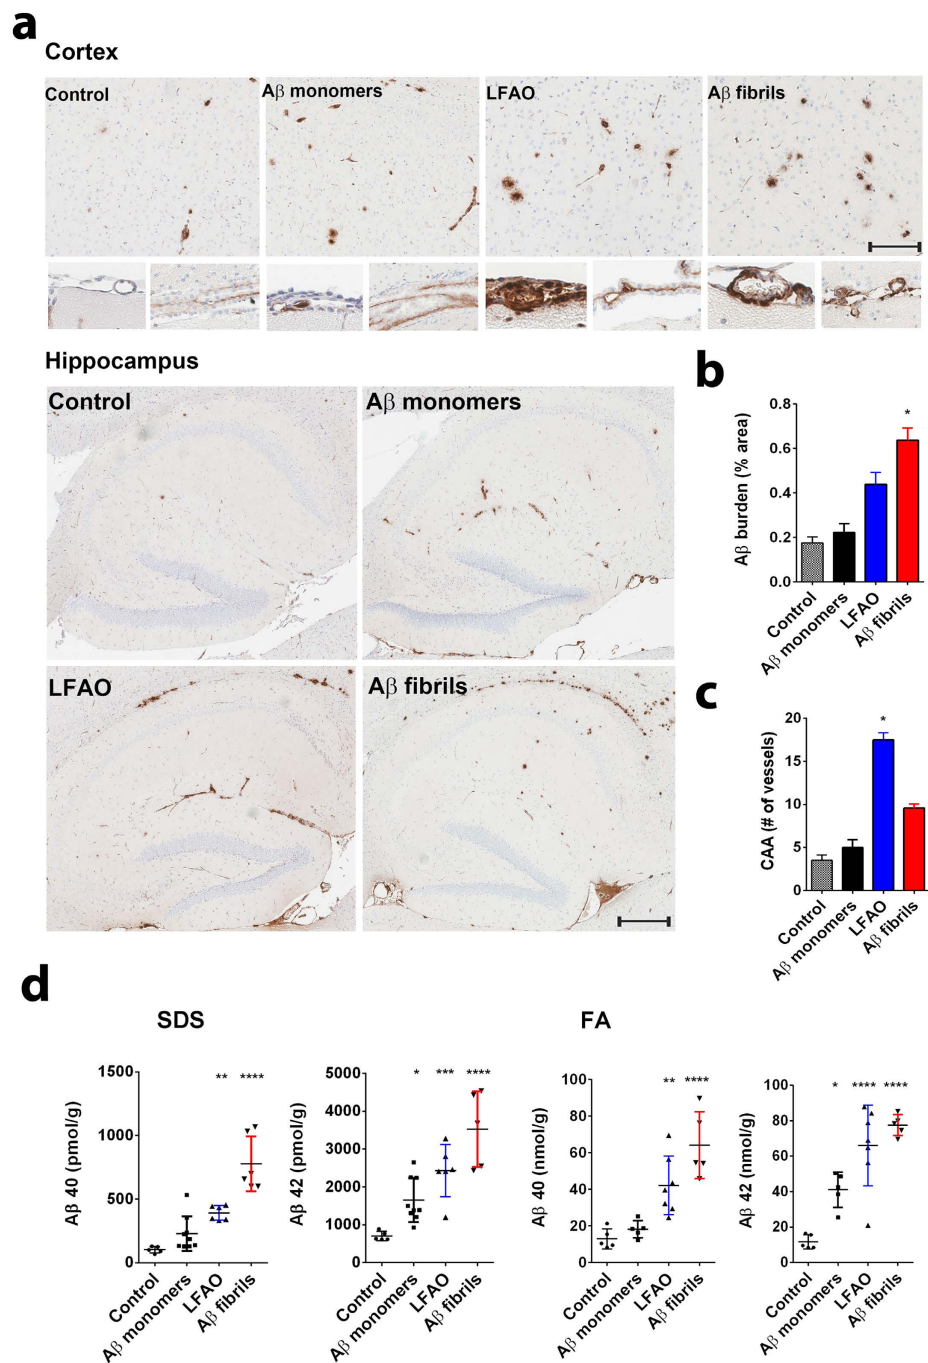 a
Cortex
Control
Aβ monomers
LFAO
Aβ fibrils
Hippocampus
Control
Aβ monomers
LFAO
Aβ fibrils
b
Aβ burden (% area)
0.8
0.6
0.4
0.2
0.0
*
Control
Aβ monomers
LFAO
Aβ fibrils
c
CAA (# of vessels)
20
15
10
5
0
*
Control
Aβ monomers
LFAO
Aβ fibrils
d
SDS
FA
Aβ 40 (pmol/g)
1500
1000
500
0
** ****
Control
Aβ monomers
LFAO
Aβ fibrils
Aβ 42 (pmol/g)
5000
4000
3000
2000
1000
0
* *** ****
Control
Aβ monomers
LFAO
Aβ fibrils
Aβ 40 (nmol/g)
100
80
60
40
20
0
** ****
Control
Aβ monomers
LFAO
Aβ fibrils
Aβ 42 (nmol/g)
100
80
60
40
20
0
* **** ****
Control
Aβ monomers
LFAO
Aβ fibrils